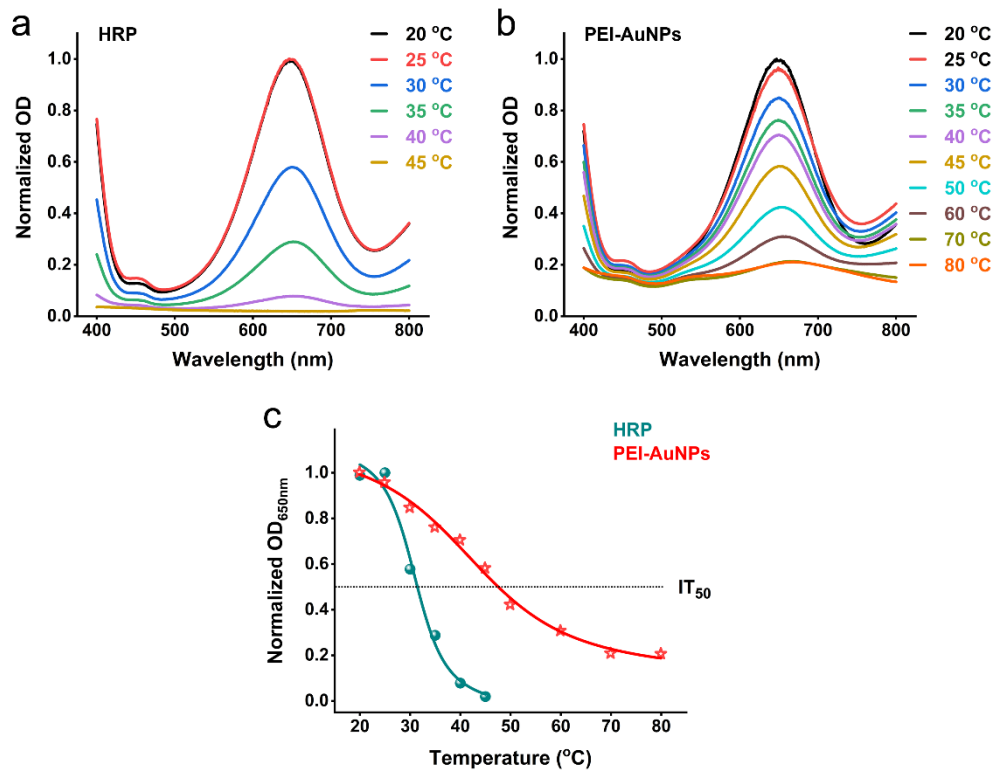 a
HRP
20 °C
25 °C
30 °C
35 °C
40 °C
45 °C
Normalized OD
1.0
0.8
0.6
0.4
0.2
0.0
400
500
600
700
800
Wavelength (nm)
b
PEI-AuNPs
20 °C
25 °C
30 °C
35 °C
40 °C
45 °C
50 °C
60 °C
70 °C
80 °C
Normalized OD
1.0
0.8
0.6
0.4
0.2
0.0
400
500
600
700
800
Wavelength (nm)
c
HRP
PEI-AuNPs
Normalized OD650nm
1.0
0.8
0.6
0.4
0.2
0.0
IT50
20
30
40
50
60
70
80
Temperature (°C)